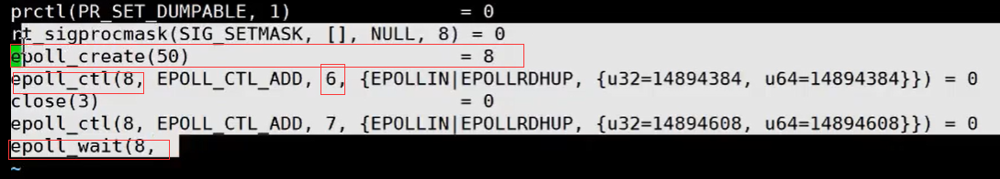 prctl(PR_SET_DUMPABLE, 1) = 0
rt_sigprocmask(SIG_SETMASK, [], NULL, 8) = 0
epoll_create(50) = 8
epoll_ctl(8, EPOLL_CTL_ADD, 6, {EPOLLIN|EPOLLRDHUP, {u32=14894384, u64=14894384}}) = 0
close(3) = 0
epoll_ctl(8, EPOLL_CTL_ADD, 7, {EPOLLIN|EPOLLRDHUP, {u32=14894608, u64=14894608}}) = 0
epoll_wait(8,
~